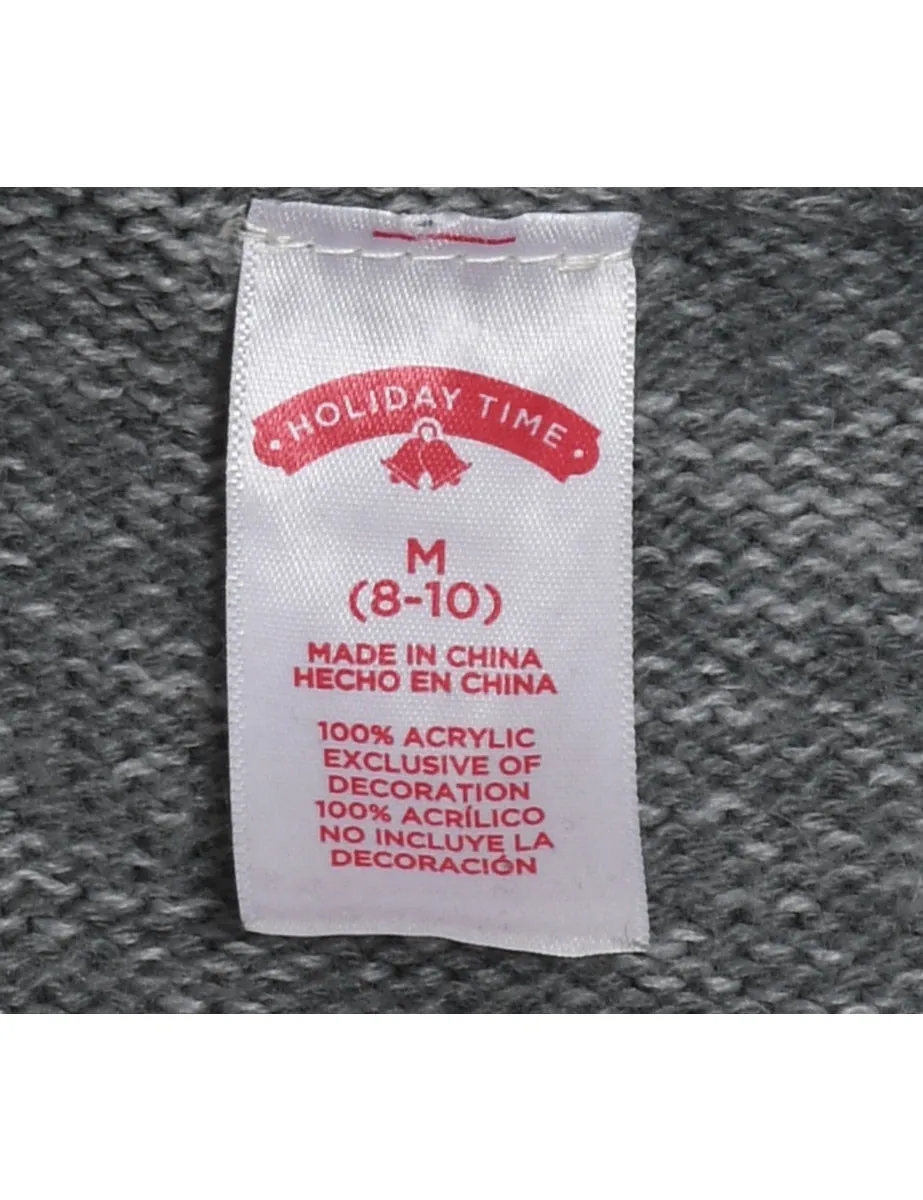 HOLIDAY TIME
M
(8-10)
MADE IN CHINA
HECHO EN CHINA
100% ACRYLIC
EXCLUSIVE OF
DECORATION
100% ACRÍLICO
NO INCLUYE LA
DECORACIÓN